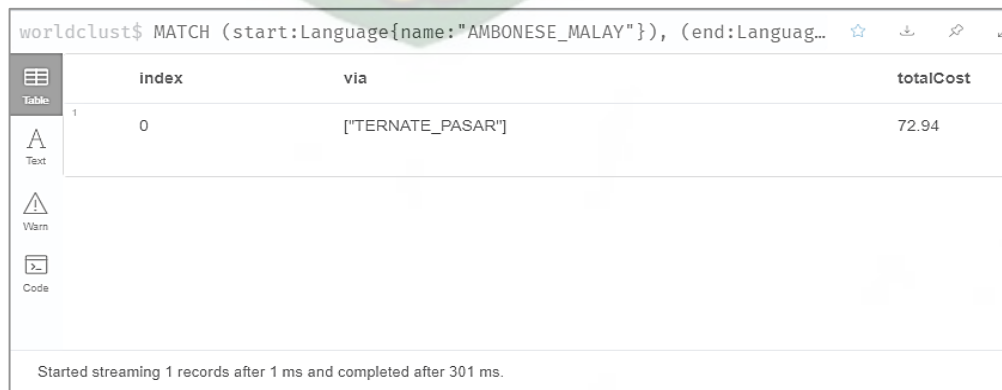 worldclust$ MATCH (start:Language{name:"AMBONESE_MALAY"}), (end:Languag…
index via totalCost
Table
1
0 ["TERNATE_PASAR"] 72.94
Text
Warn
Code
Started streaming 1 records after 1 ms and completed after 301 ms.